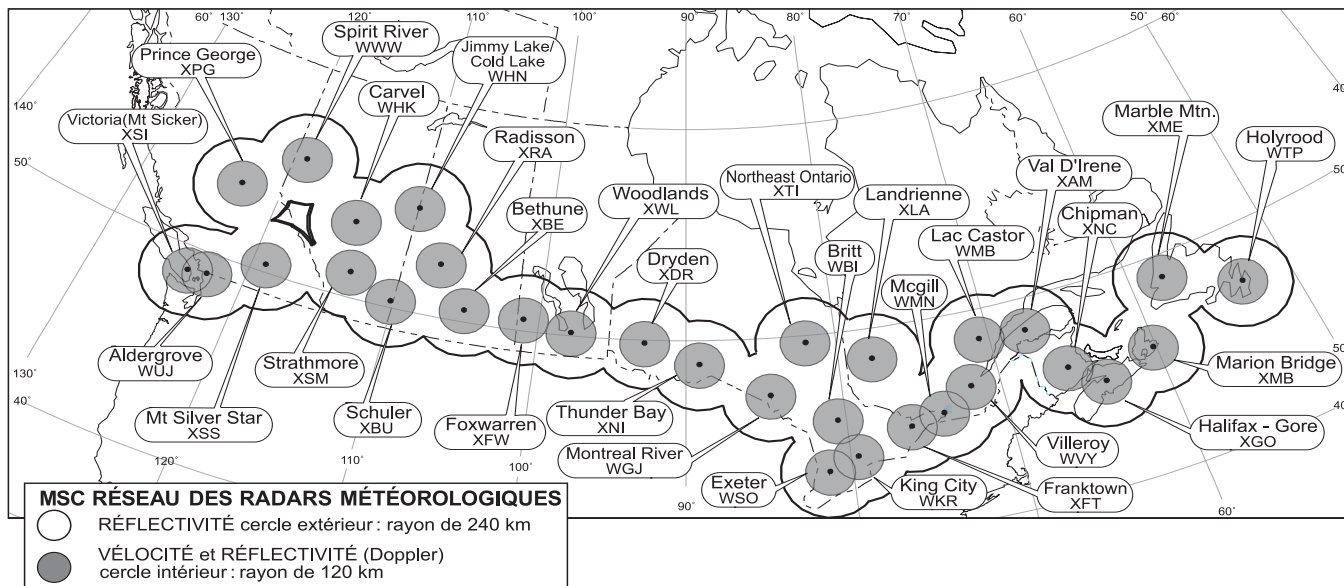 60° 130° 120° 110° 100° 90° 80° 70° 60° 50°
140°
50°
130°
40°
120°
110°
100°
90°
60°
50°
40°
40
Prince George
XPG
Spirit River
WWW
Jimmy Lake/
Cold Lake
WHN
Victoria(Mt Sicker)
XSI
Carvel
WHK
Radisson
XRA
Bethune
XBE
Woodlands
XWL
Dryden
XDR
Northeast Ontario
XTI
Britt
WBI
Landrienne
XLA
Mcgill
WMN
Lac Castor
WMB
Val D'Irene
XAM
Chipman
XNC
Marble Mtn.
XME
Holyrood
WTP
Aldergrove
WUJ
Mt Silver Star
XSS
Strathmore
XSM
Schuler
XBU
Foxwarren
XFW
Thunder Bay
XNI
Montreal River
WGJ
Exeter
WSO
King City
WKR
Franktown
XFT
Villeroy
WVY
Halifax - Gore
XGO
Marion Bridge
XMB
MSC RÉSEAU DES RADARS MÉTÉOROLOGIQUES
RÉFLECTIVITÉ cercle extérieur : rayon de 240 km
VÉLOCITÉ et RÉFLECTIVITÉ (Doppler)
cercle intérieur : rayon de 120 km